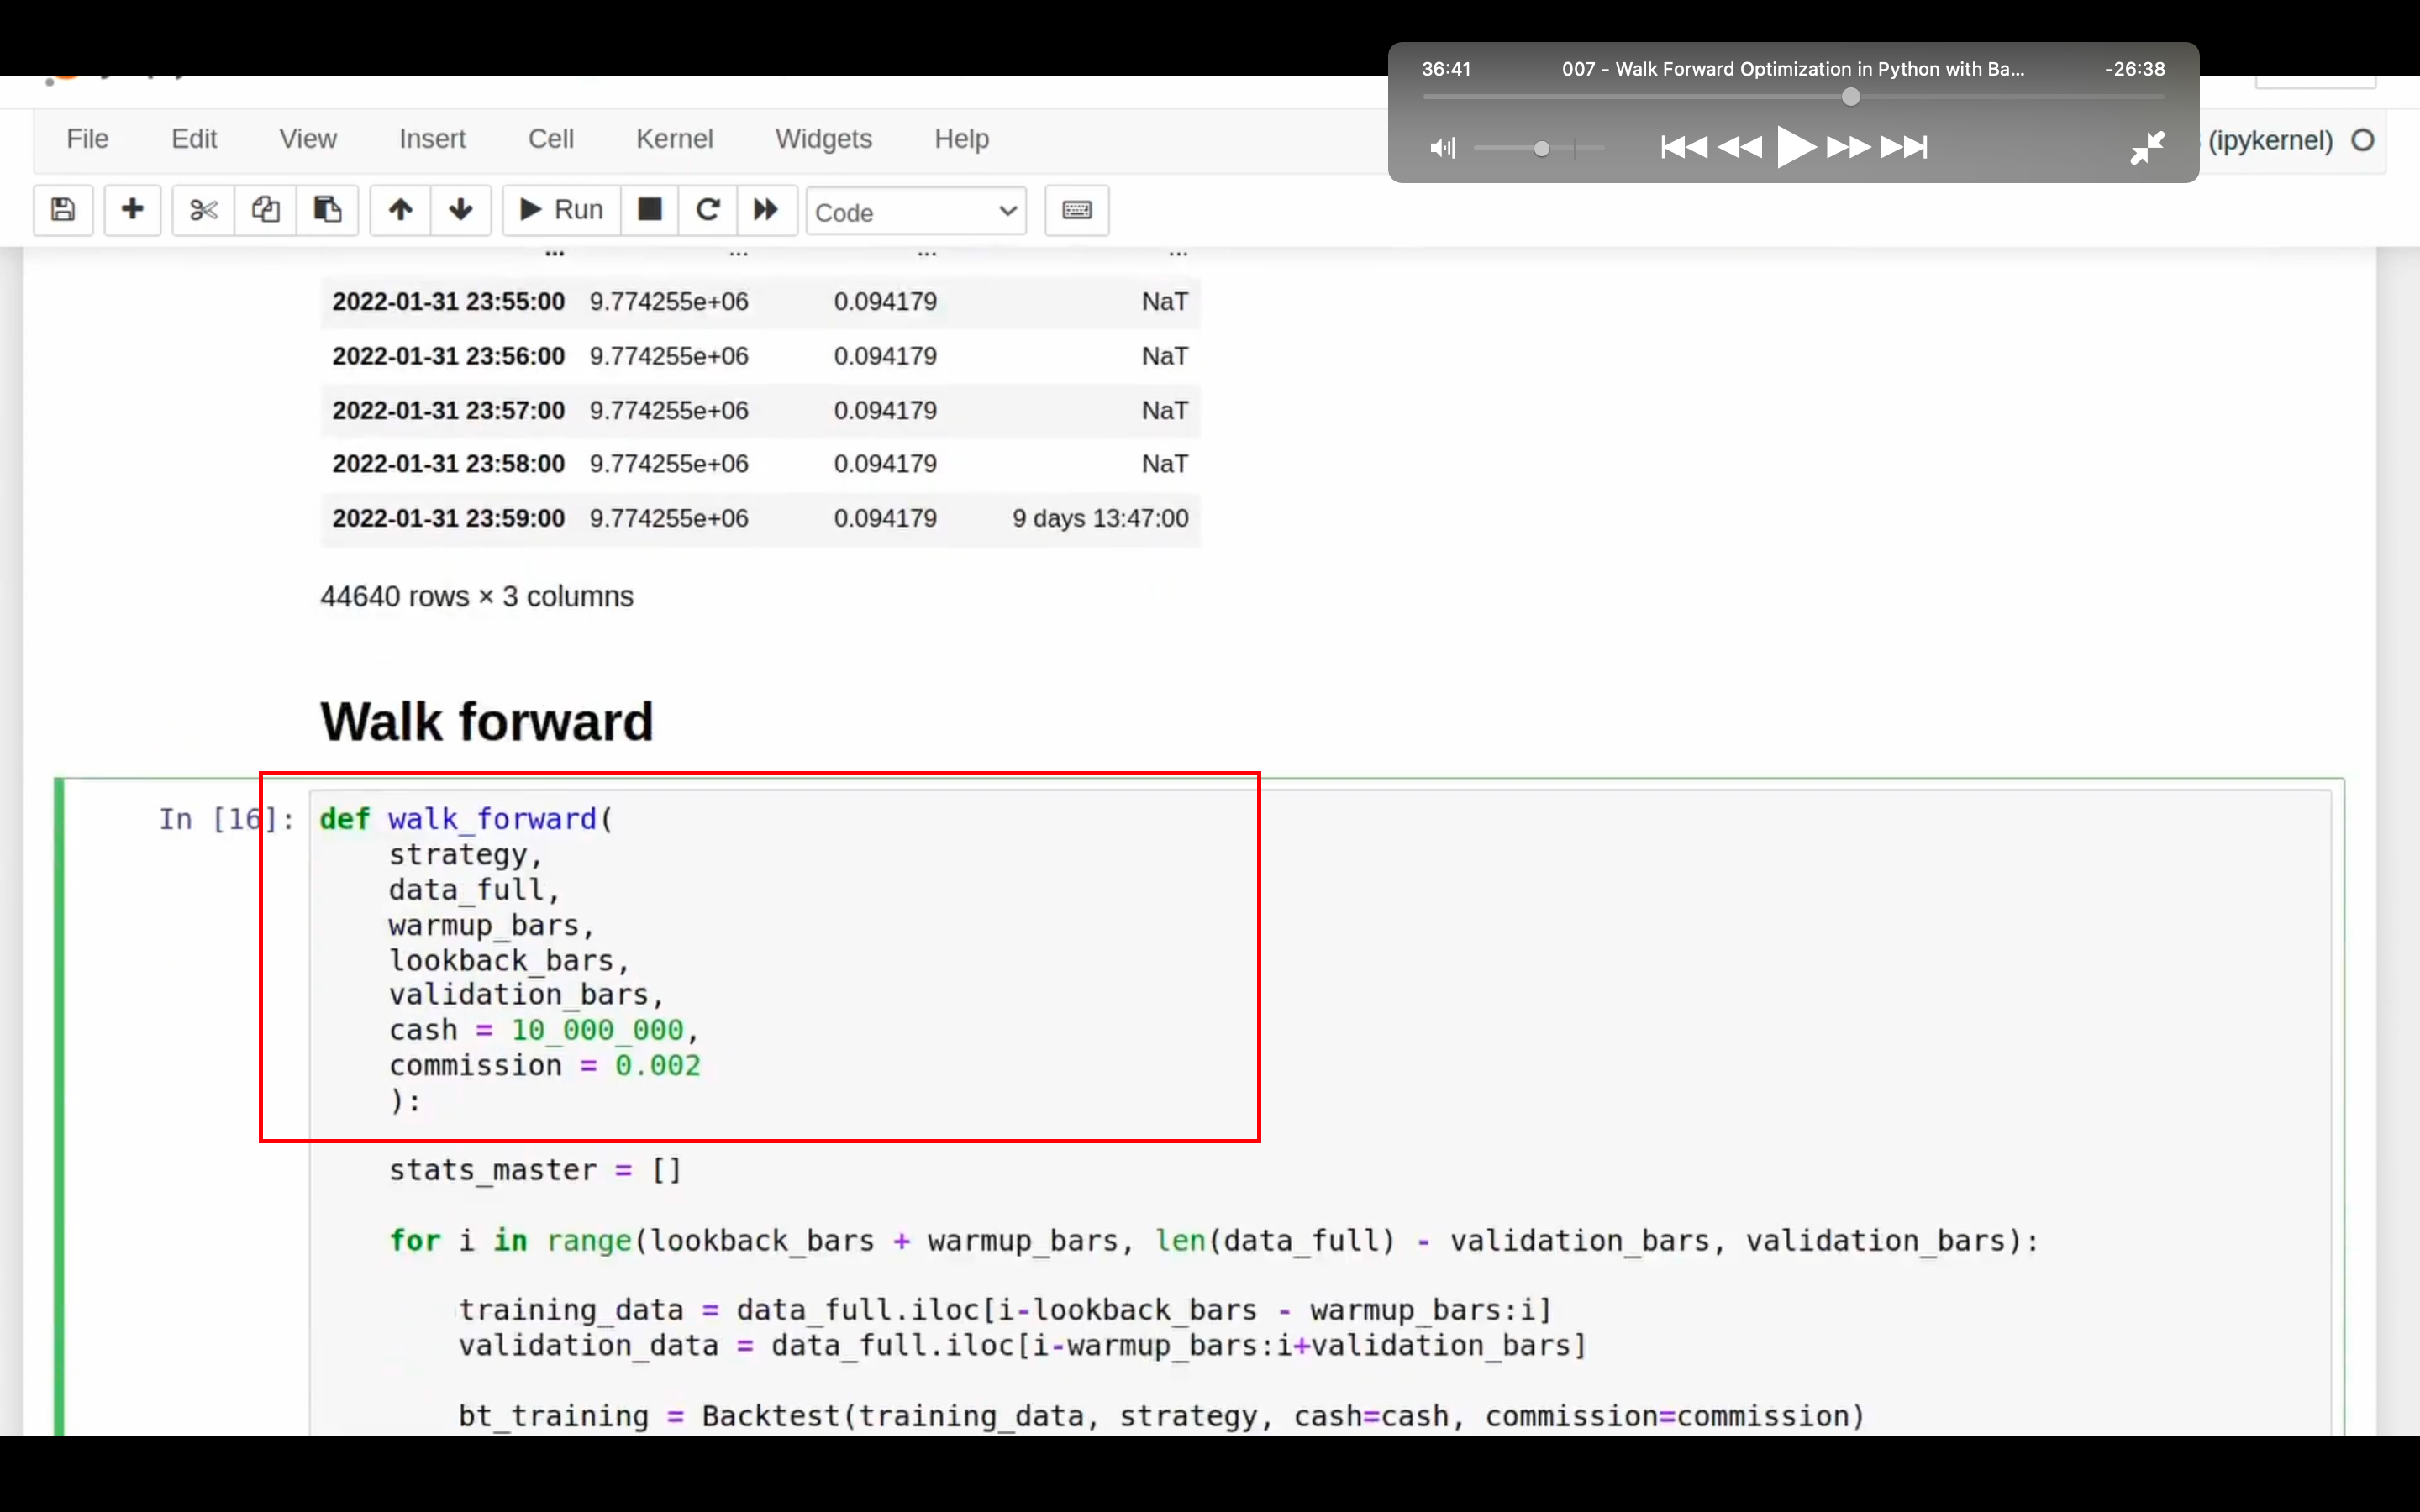 36:41 007 - Walk Forward Optimization in Python with Ba... -26:38
File Edit View Insert Cell Kernel Widgets Help (ipykernel)
Run Code
... ... ... ...
2022-01-31 23:55:00 9.774255e+06 0.094179 NaT
2022-01-31 23:56:00 9.774255e+06 0.094179 NaT
2022-01-31 23:57:00 9.774255e+06 0.094179 NaT
2022-01-31 23:58:00 9.774255e+06 0.094179 NaT
2022-01-31 23:59:00 9.774255e+06 0.094179 9 days 13:47:00
44640 rows × 3 columns
Walk forward
In [16]: def walk_forward(
strategy,
data_full,
warmup_bars,
lookback_bars,
validation_bars,
cash = 10_000_000,
commission = 0.002
):
stats_master = []
for i in range(lookback_bars + warmup_bars, len(data_full) - validation_bars, validation_bars):
training_data = data_full.iloc[i-lookback_bars - warmup_bars:i]
validation_data = data_full.iloc[i-warmup_bars:i+validation_bars]
bt_training = Backtest(training_data, strategy, cash=cash, commission=commission)